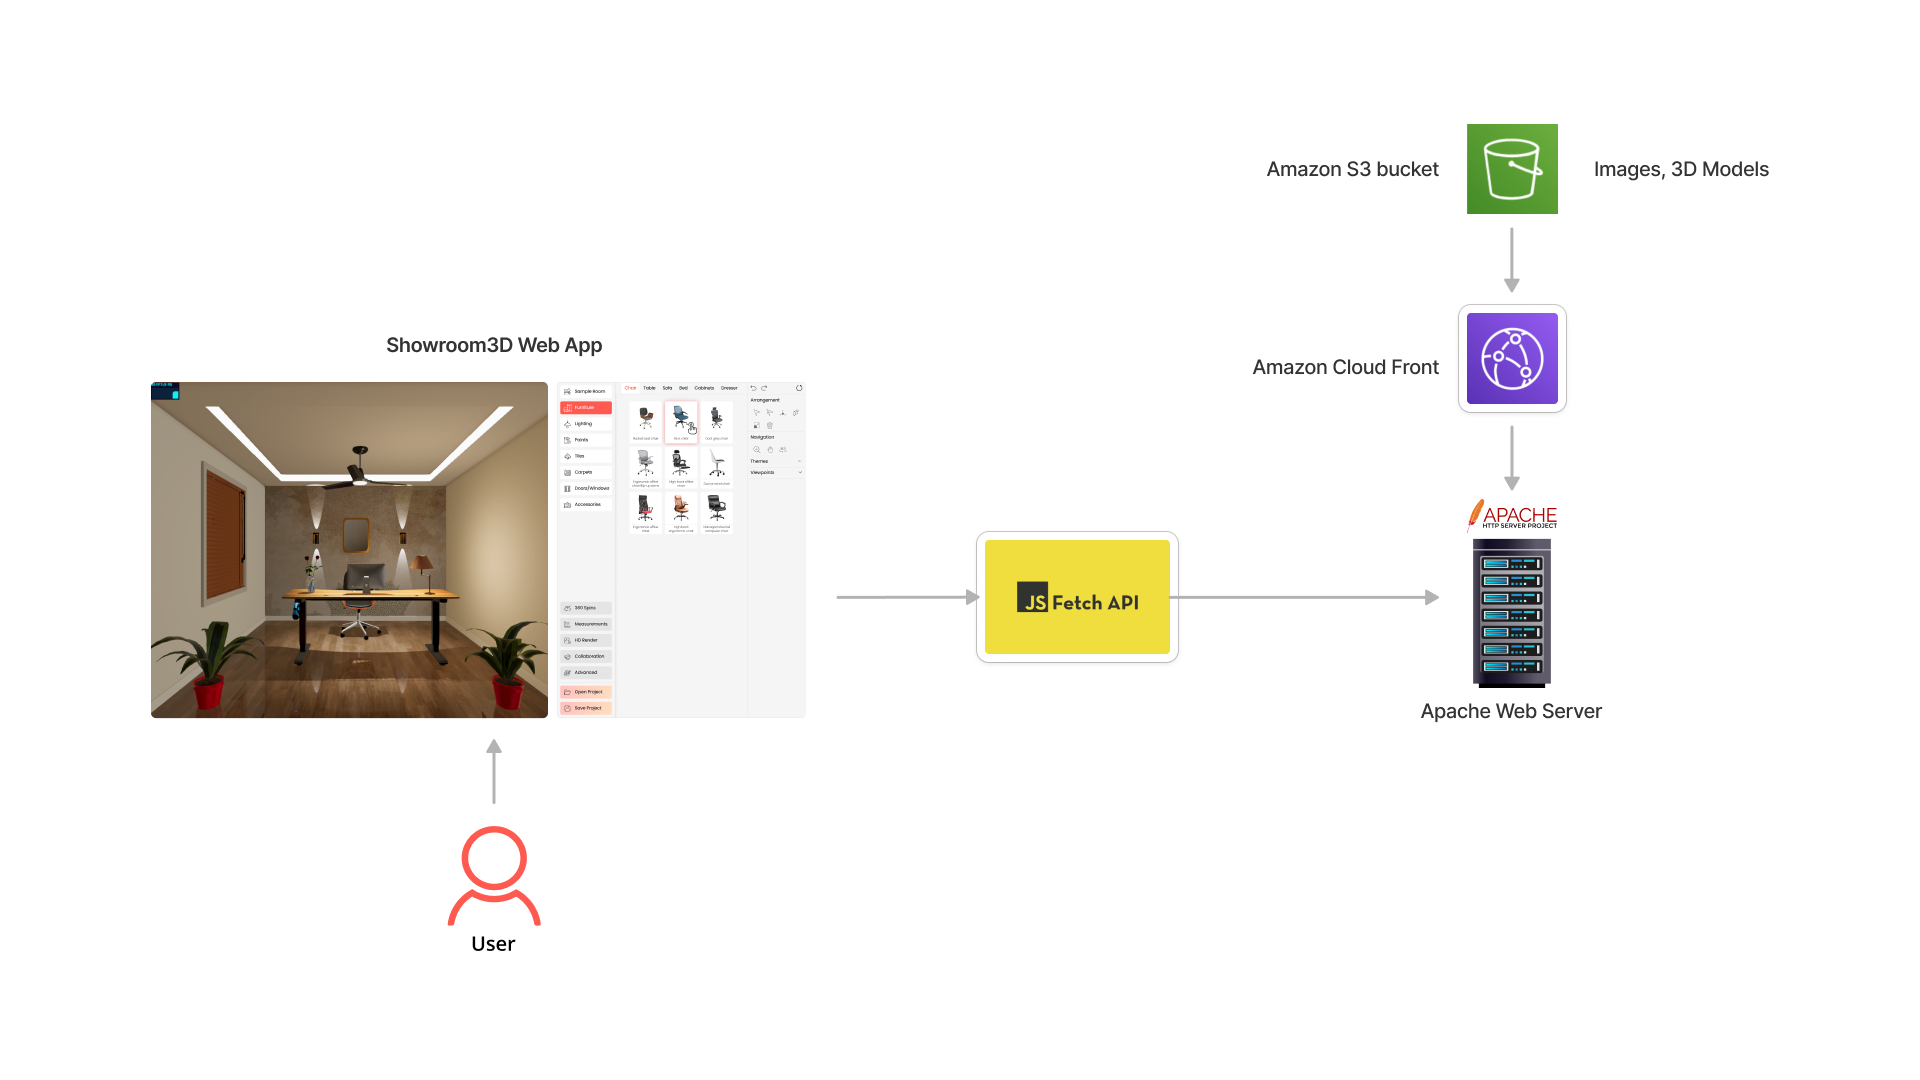 Amazon S3 bucket
Images, 3D Models
Amazon Cloud Front
Showroom3D Web App
Sample Room
Furniture
Lighting
Paints
Tiles
Carpets
Doors/Windows
Accessories
360 Spins
Measurements
HD Render
Collaboration
Advanced
Open Project
Save Project
Chair Table Sofa Bed Cabinets Dresser
Arrangement
Navigation
Themes
Viewpoints
JS Fetch API
APACHE
HTTP SERVER PROJECT
Apache Web Server
User